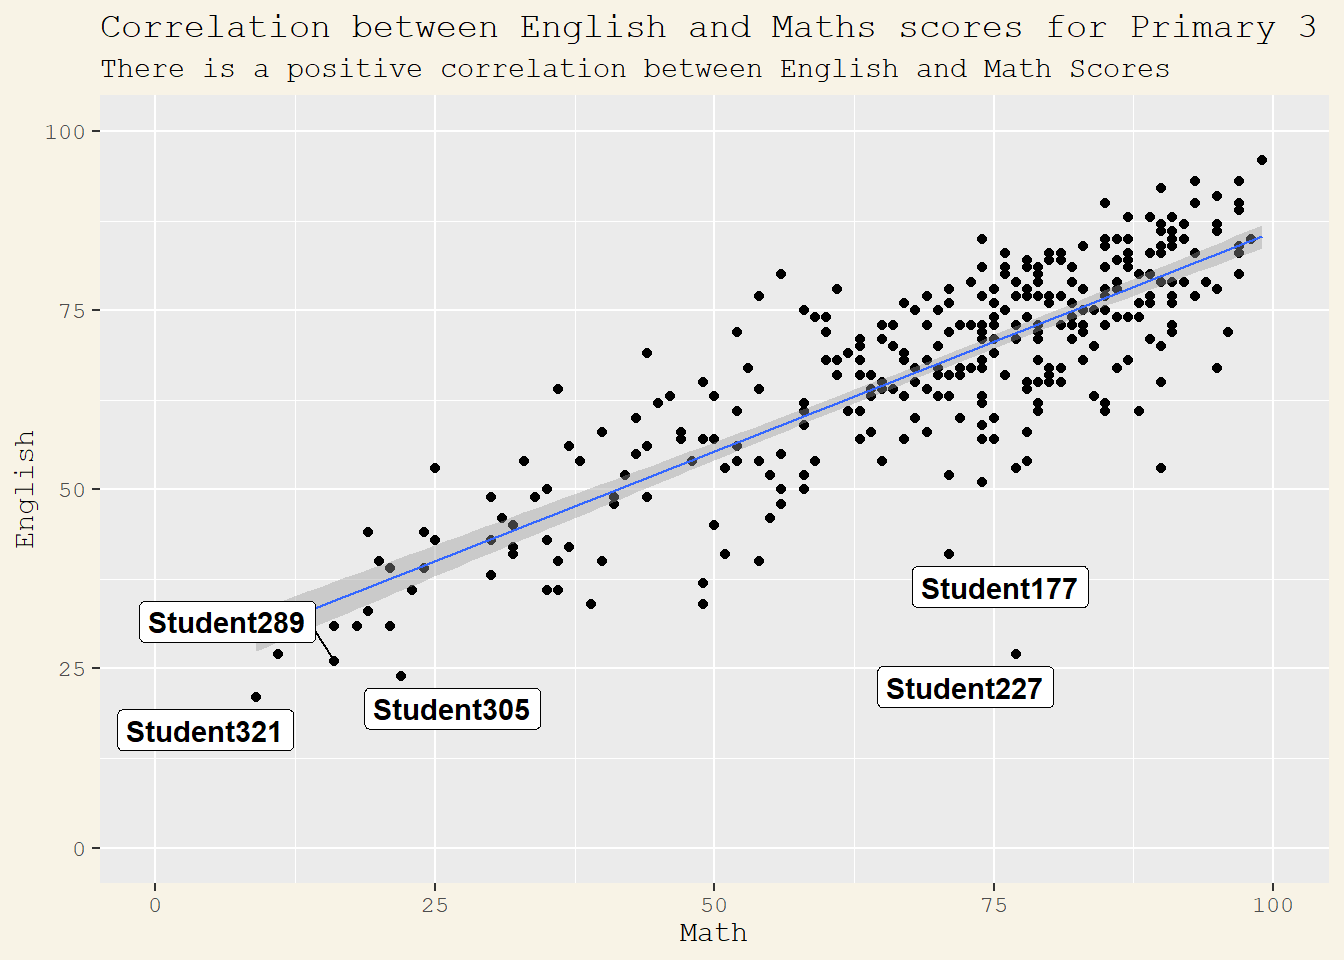 Correlation between English and Maths scores for Primary 3
There is a positive correlation between English and Math Scores
100
75
50
25
0
English
Student177
Student289
Student227
Student305
Student321
0
25
50
75
100
Math